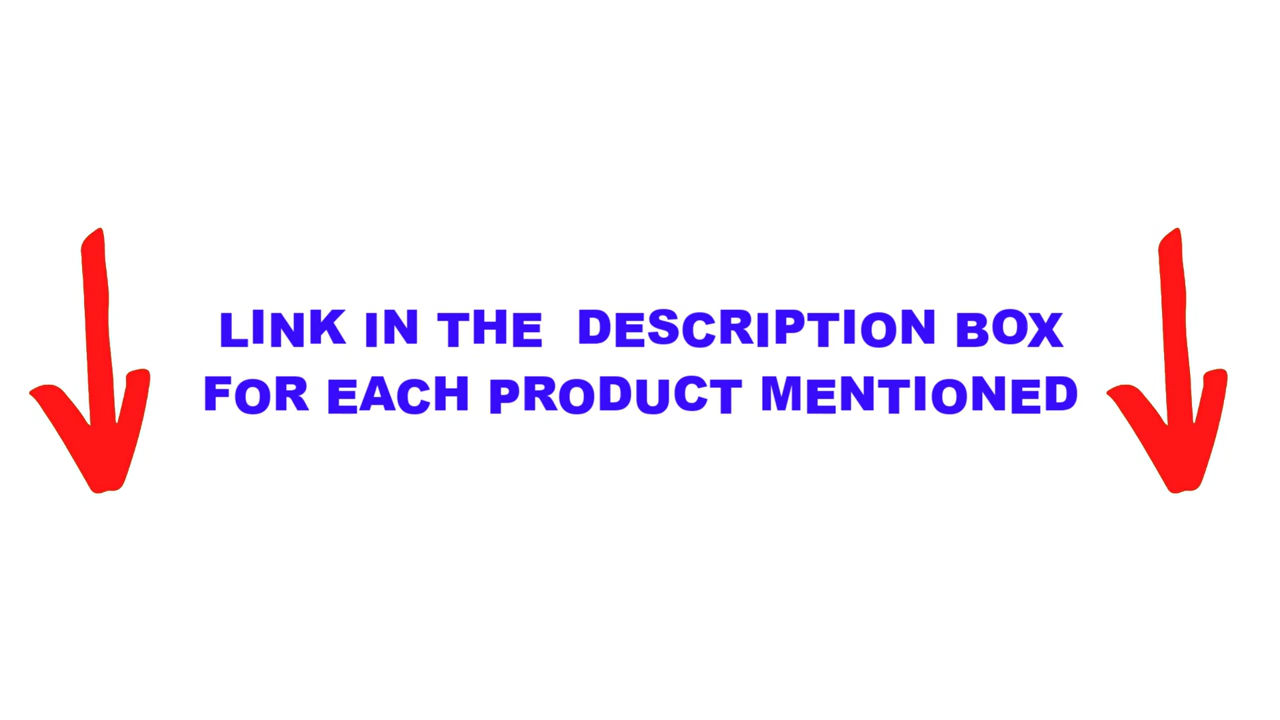 LINK IN THE DESCRIPTION BOX
FOR EACH PRODUCT MENTIONED